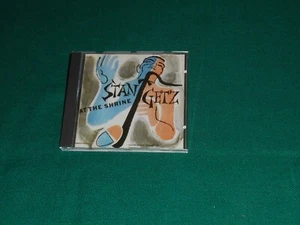 STAN GETZ
AT THE SHRINE